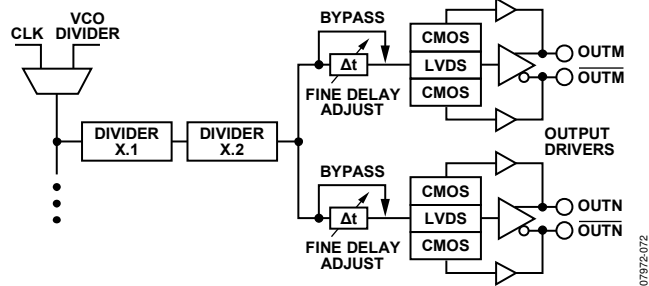 VCO
DIVIDER
CLK
BYPASS
Δt
FINE DELAY
ADJUST
CMOS
LVDS
CMOS
OUTM
OUTM
DIVIDER
X.1
DIVIDER
X.2
OUTPUT
DRIVERS
BYPASS
Δt
FINE DELAY
ADJUST
CMOS
LVDS
CMOS
OUTN
OUTN
07972-072